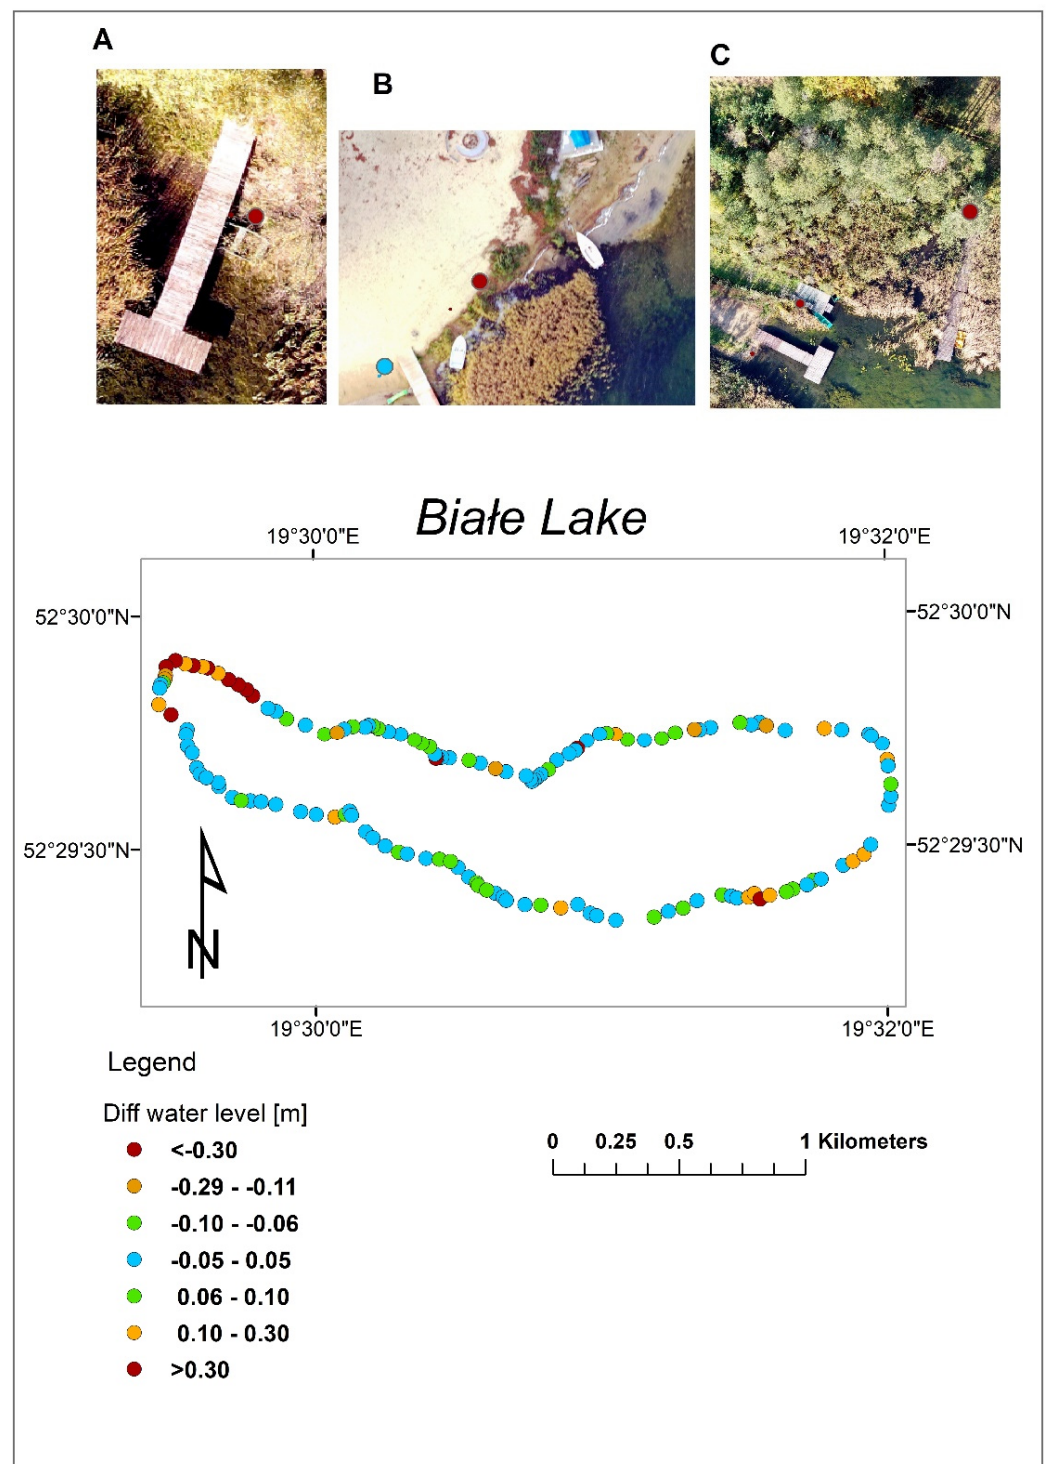 A
B
C
Białe Lake
19°30'0"E
19°32'0"E
52°30'0"N
52°30'0"N
52°29'30"N
52°29'30"N
N
19°30'0"E
19°32'0"E
Legend
Diff water level [m]
<-0.30
-0.29 - -0.11
-0.10 - -0.06
-0.05 - 0.05
0.06 - 0.10
0.10 - 0.30
>0.30
0 0.25 0.5 1 Kilometers